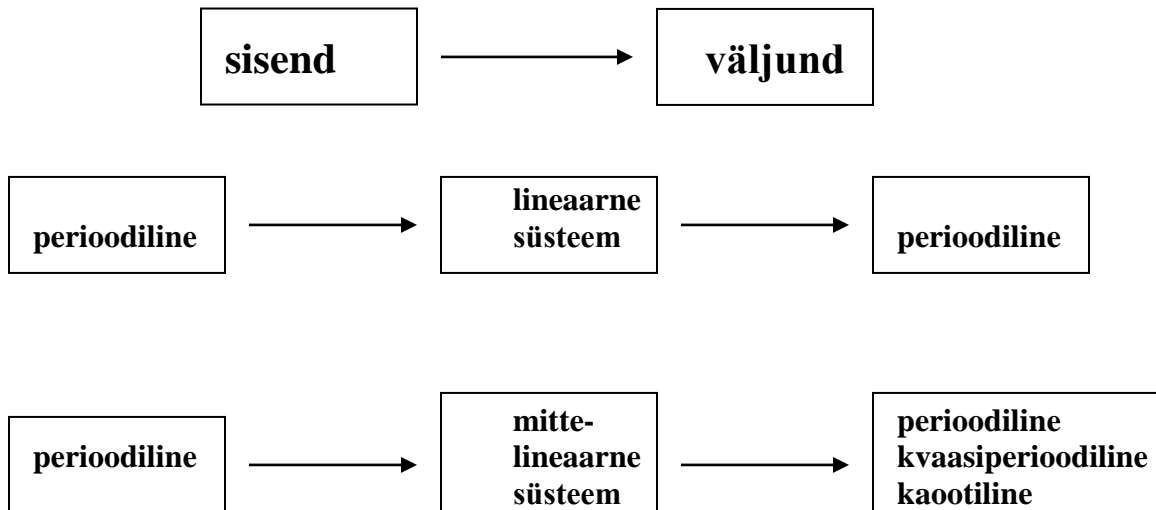 sisend
väljund
perioodiline
lineaarne
süsteem
perioodiline
perioodiline
mitte-
lineaarne
süsteem
perioodiline
kvaasiperioodiline
kaootiline